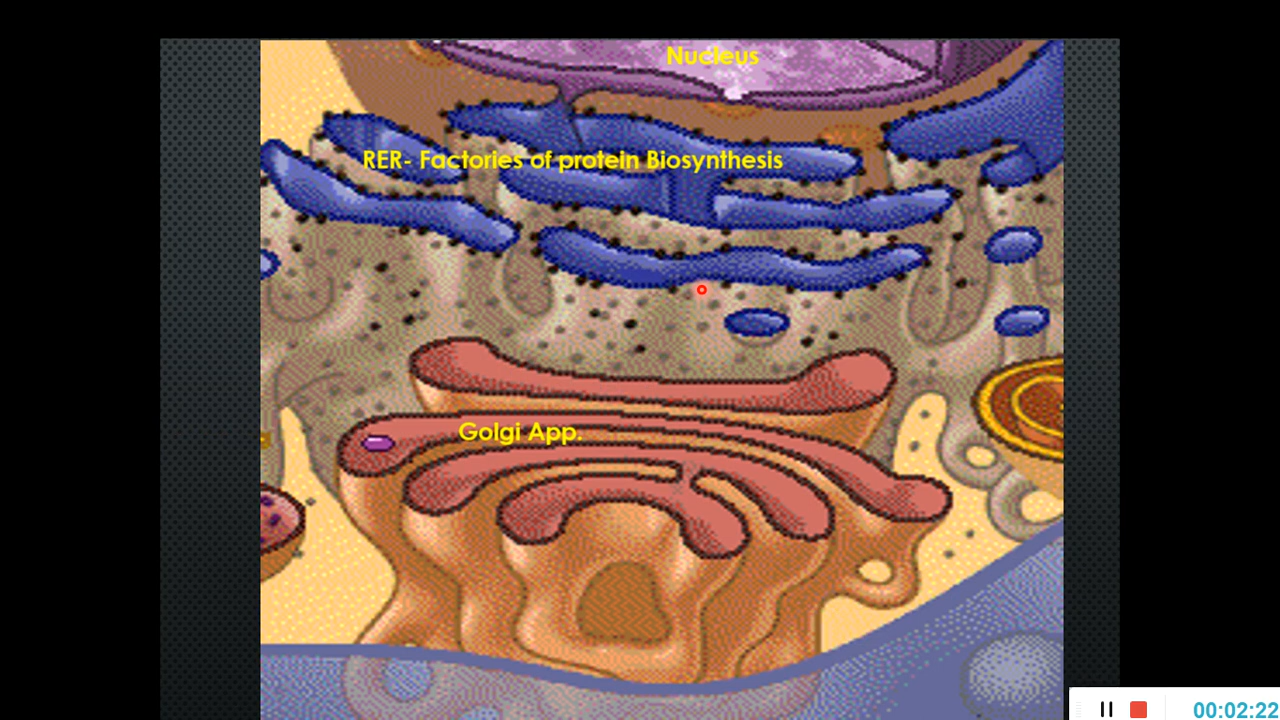 Nucleus
RER- Factories of protein Biosynthesis
Golgi App.
00:02:22